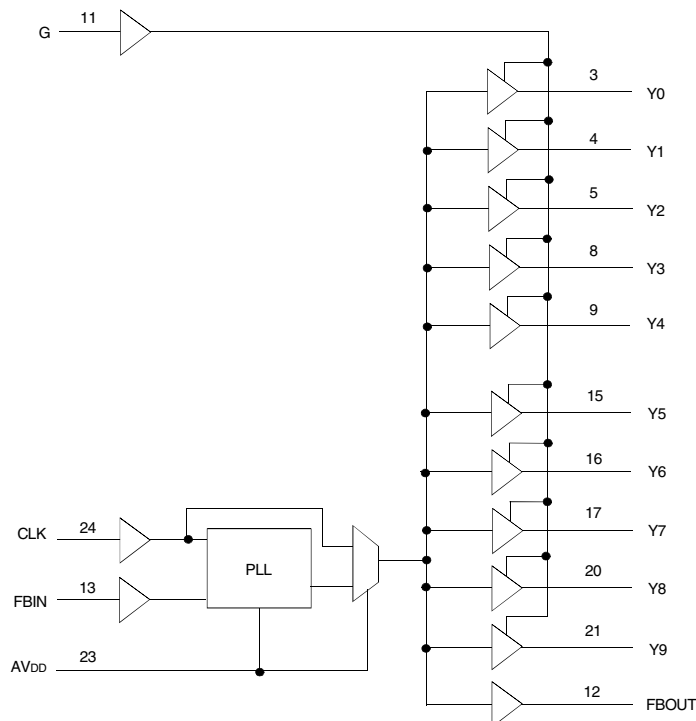 G 11
3 Y0
4 Y1
5 Y2
8 Y3
9 Y4
15 Y5
16 Y6
17 Y7
CLK 24
PLL
20 Y8
FBIN 13
21 Y9
AVDD 23
12 FBOUT